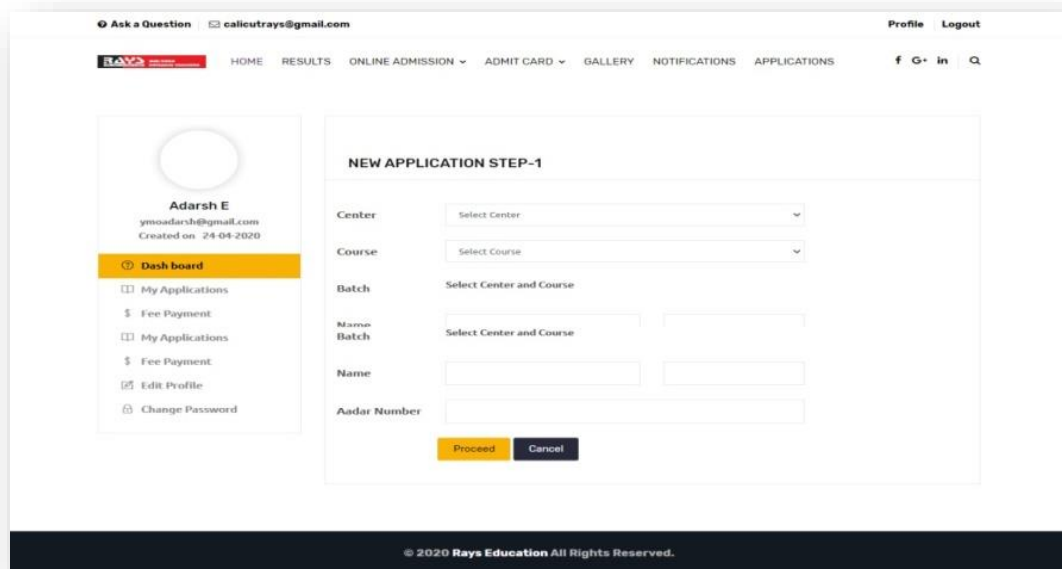 Ask a Question calicutrays@gmail.com Profile Logout
RAYS HOME RESULTS ONLINE ADMISSION ADMIT CARD GALLERY NOTIFICATIONS APPLICATIONS f G+ in
Adarsh E
ymoadarsh@gmail.com
Created on 24-04-2020
Dash board
My Applications
$ Fee Payment
My Applications
$ Fee Payment
Edit Profile
Change Password
NEW APPLICATION STEP-1
Center Select Center
Course Select Course
Batch Select Center and Course
Name
Batch Select Center and Course
Name
Aadar Number
Proceed Cancel
© 2020 Rays Education All Rights Reserved.